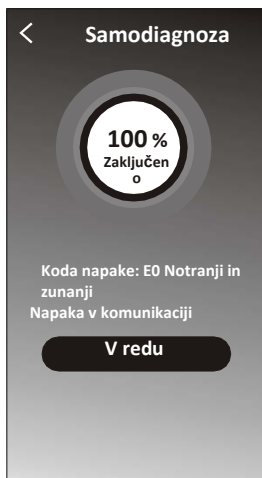 Samodiagnoza
100 %
Zaključen
o
Koda napake: E0 Notranji in
zunanji
Napaka v komunikaciji
V redu